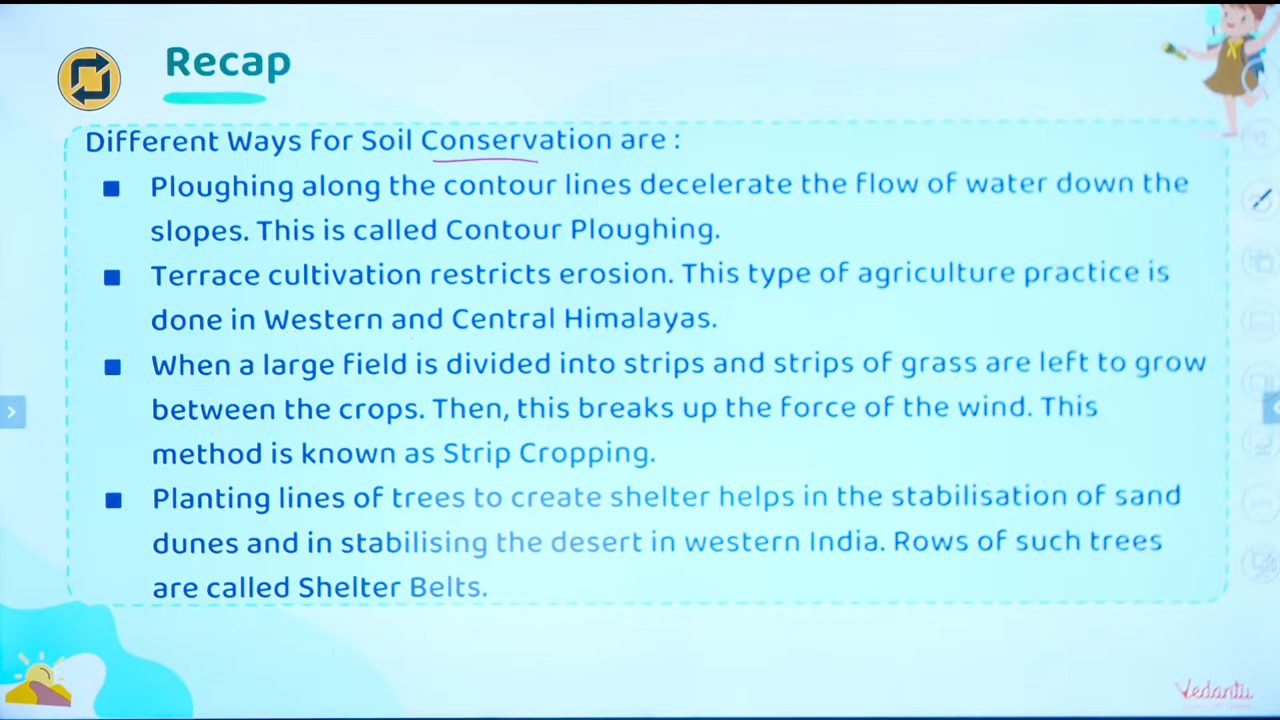 Recap
Different Ways for Soil Conservation are :
Ploughing along the contour lines decelerate the flow of water down the
slopes. This is called Contour Ploughing.
Terrace cultivation restricts erosion. This type of agriculture practice is
done in Western and Central Himalayas.
When a large field is divided into strips and strips of grass are left to grow
between the crops. Then, this breaks up the force of the wind. This
method is known as Strip Cropping.
Planting lines of trees to create shelter helps in the stabilisation of sand
dunes and in stabilising the desert in western India. Rows of such trees
are called Shelter Belts.
Vedantu